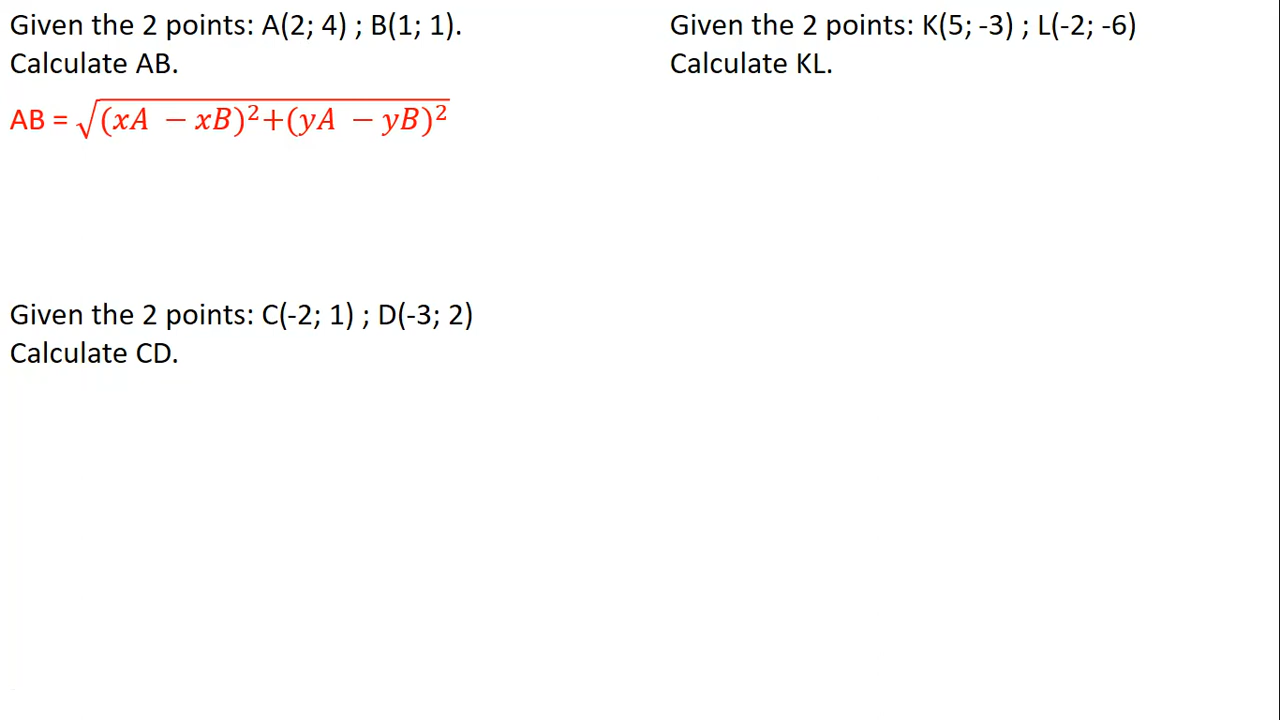 Given the 2 points: A(2; 4) ; B(1; 1).
Calculate AB.
AB = √(xA − xB)²+(yA − yB)²
Given the 2 points: C(-2; 1) ; D(-3; 2)
Calculate CD.
Given the 2 points: K(5; -3) ; L(-2; -6)
Calculate KL.